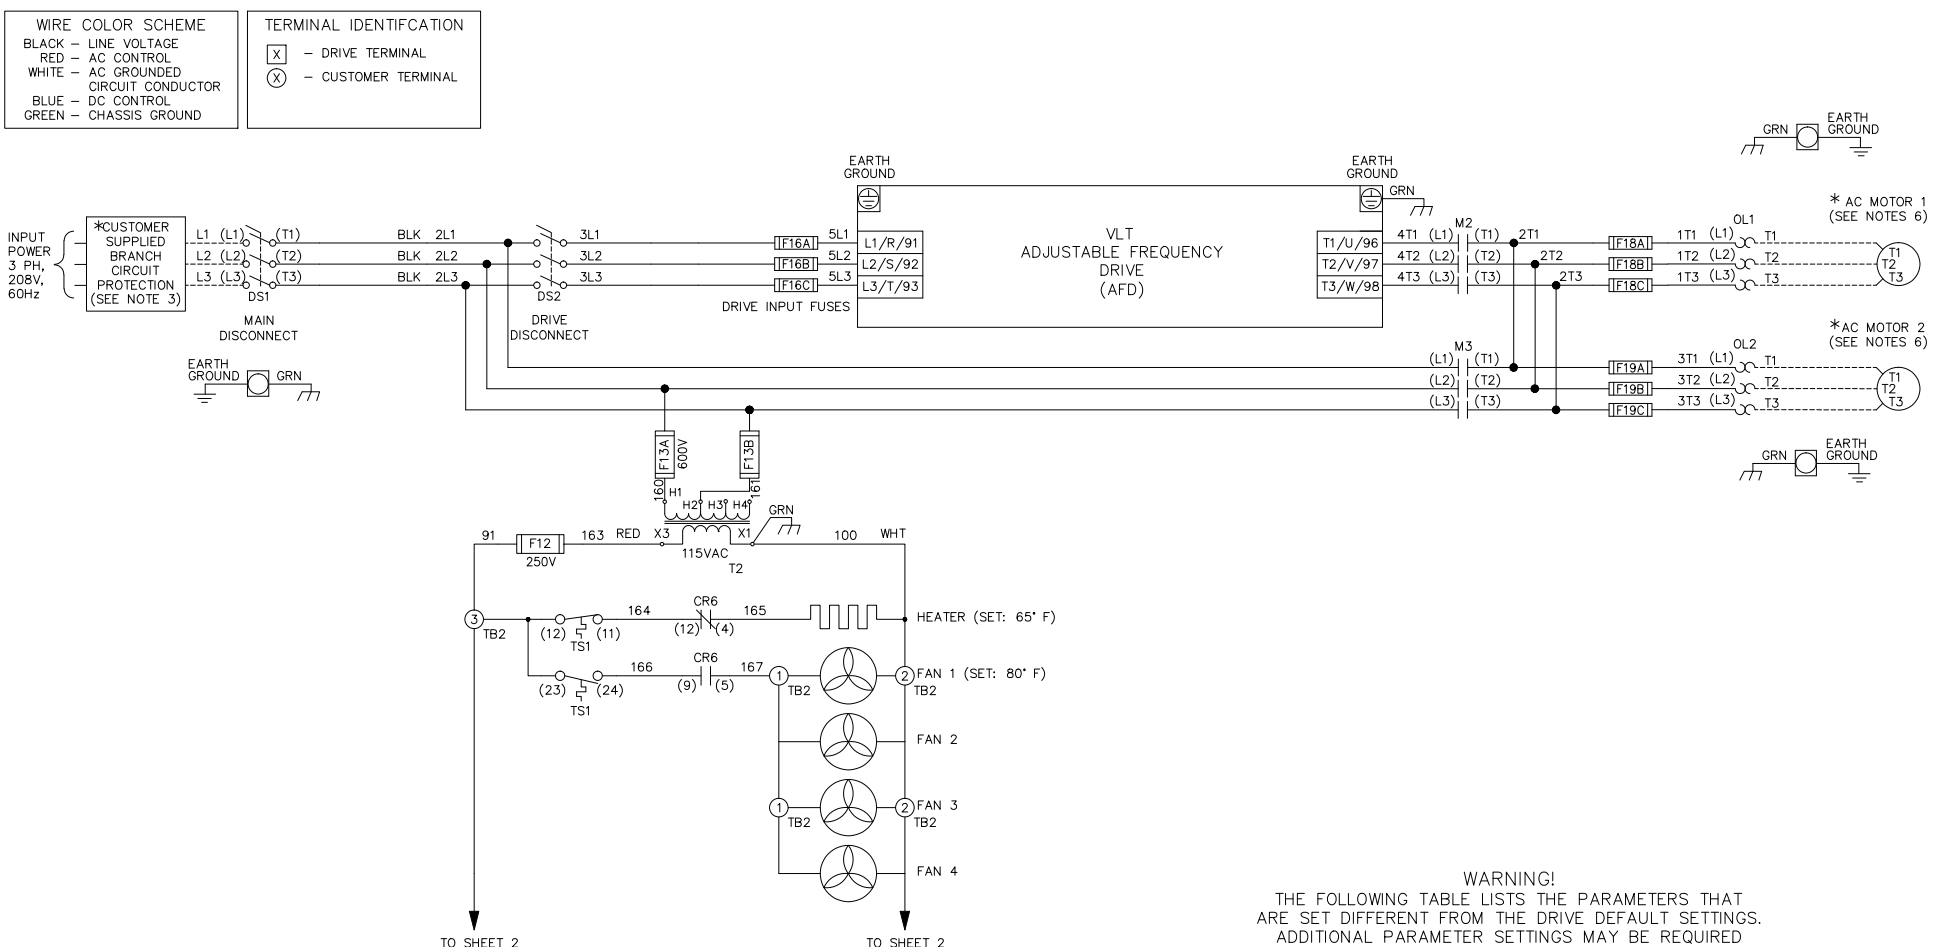 WIRE COLOR SCHEME
BLACK – LINE VOLTAGE
RED – AC CONTROL
WHITE – AC GROUNDED
CIRCUIT CONDUCTOR
BLUE – DC CONTROL
GREEN – CHASSIS GROUND
TERMINAL IDENTIFCATION
X – DRIVE TERMINAL
X – CUSTOMER TERMINAL
GRN EARTH
GROUND
EARTH
GROUND
EARTH
GROUND
GRN
INPUT
POWER
3 PH,
208V,
60Hz
*CUSTOMER
SUPPLIED
BRANCH
CIRCUIT
PROTECTION
(SEE NOTE 3)
L1 (L1) (T1) BLK 2L1 3L1 F16A 5L1 L1/R/91
L2 (L2) (T2) BLK 2L2 3L2 F16B 5L2 L2/S/92
L3 (L3) (T3) BLK 2L3 3L3 F16C 5L3 L3/T/93
DS1
MAIN
DISCONNECT
DS2
DRIVE
DISCONNECT
DRIVE INPUT FUSES
VLT
ADJUSTABLE FREQUENCY
DRIVE
(AFD)
M2
T1/U/96 4T1 (L1) (T1) 2T1 F18A 1T1 (L1) T1
T2/V/97 4T2 (L2) (T2) 2T2 F18B 1T2 (L2) T2
T3/W/98 4T3 (L3) (T3) 2T3 F18C 1T3 (L3) T3
OL1
* AC MOTOR 1
(SEE NOTES 6)
T1
T2
T3
EARTH
GROUND GRN
M3
(L1) (T1) F19A 3T1 (L1) T1
(L2) (T2) F19B 3T2 (L2) T2
(L3) (T3) F19C 3T3 (L3) T3
OL2
*AC MOTOR 2
(SEE NOTES 6)
T1
T2
T3
GRN EARTH
GROUND
F13A
600V
F13B
160
161
H1
H2 H3 H4
GRN
91 F12 163 RED X3 X1 100 WHT
250V
115VAC
T2
3
TB2
(12) (11)
TS1
164
CR6
(12) (4)
165
HEATER (SET: 65° F)
(23) (24)
TS1
166
CR6
(9) (5)
167
1
TB2
2
TB2
FAN 1 (SET: 80° F)
FAN 2
1
TB2
2
TB2
FAN 3
FAN 4
TO SHEET 2
TO SHEET 2
WARNING!
THE FOLLOWING TABLE LISTS THE PARAMETERS THAT
ARE SET DIFFERENT FROM THE DRIVE DEFAULT SETTINGS.
ADDITIONAL PARAMETER SETTINGS MAY BE REQUIRED